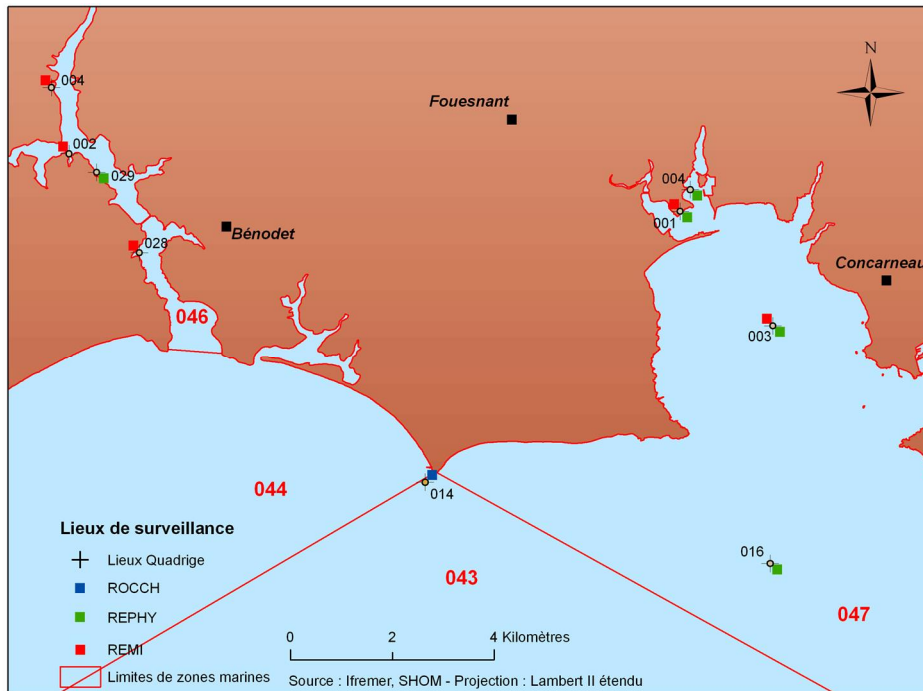 N
004
Fouesnant
002
029
004
001
Bénodet
028
Concarneau
046
003
044
014
016
Lieux de surveillance
Lieux Quadrige
043
047
ROCCH
REPHY
0 2 4 Kilomètres
REMI
Limites de zones marines
Source : Ifremer, SHOM - Projection : Lambert II étendu